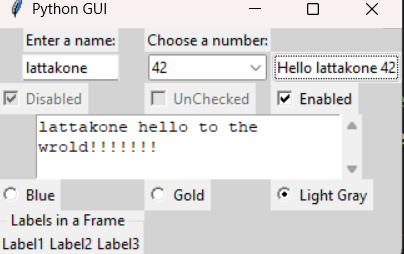 Python GUI
Enter a name: Choose a number:
lattakone 42 Hello lattakone 42
Disabled UnChecked Enabled
lattakone hello to the
wrold!!!!!!!
Blue Gold Light Gray
Labels in a Frame
Label1 Label2 Label3